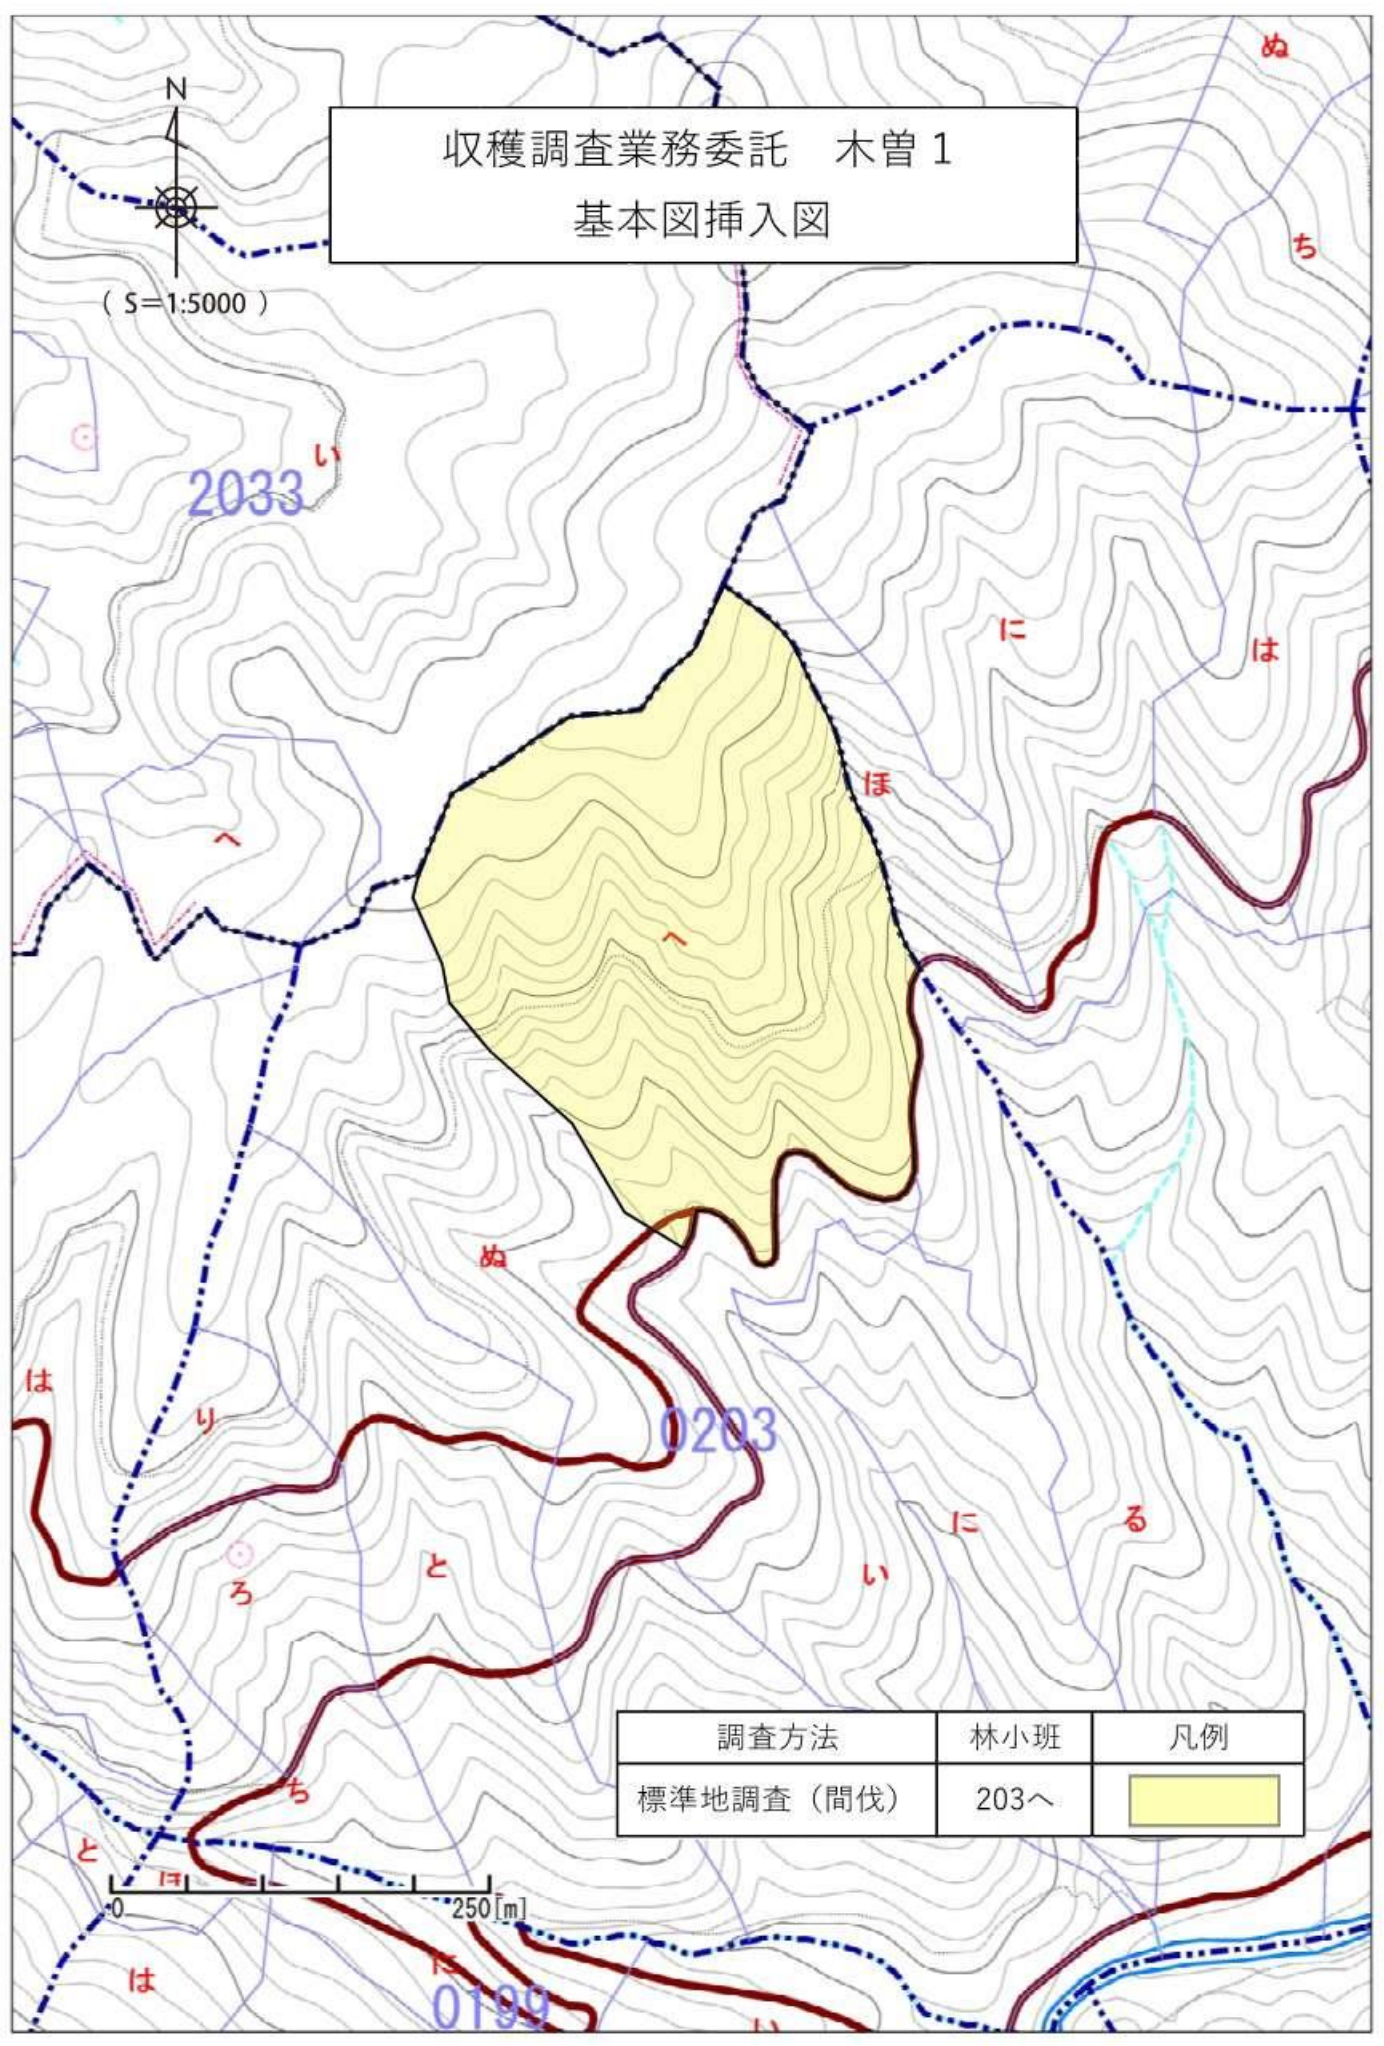 ぬ
N
収穫調査業務委託 木曽1
基本図挿入図
ち
( S=1:5000 )
い
2033
に
は
ほ
へ
へ
ぬ
は
り
0203
に
る
と
い
ろ
調査方法 林小班 凡例
標準地調査（間伐） 203へ
ち
と
0 250[m]
は
に
0199
い